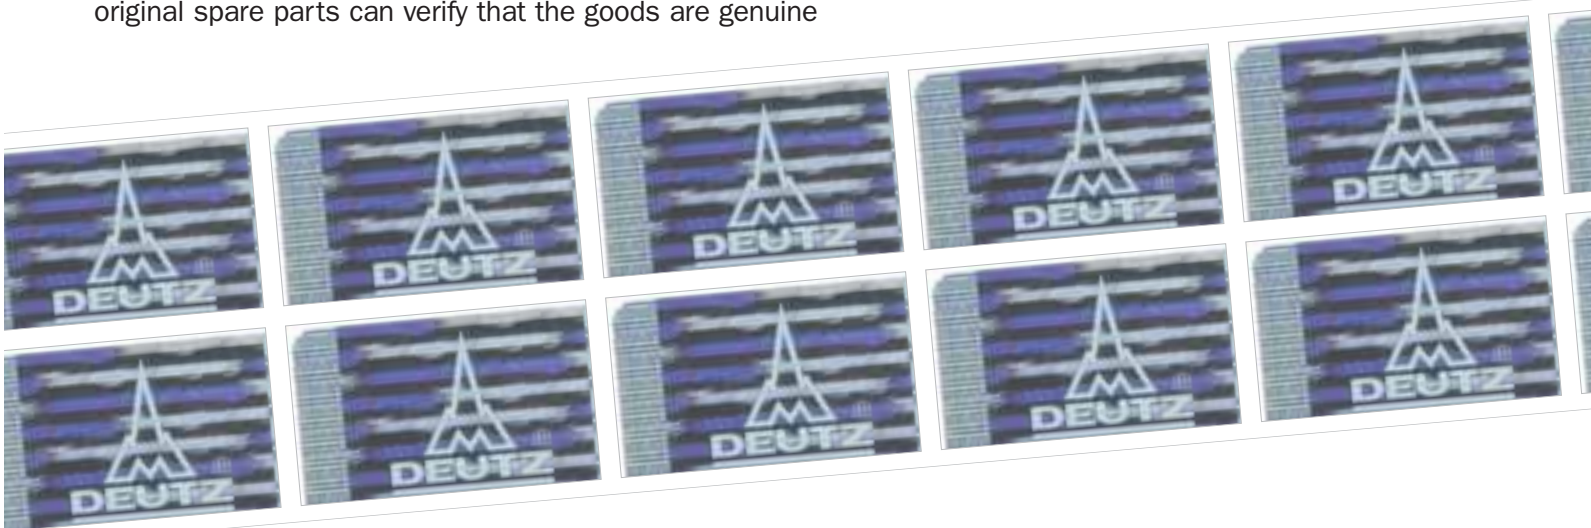 original spare parts can verify that the goods are genuine
DEUTZ DEUTZ DEUTZ DEUTZ DEUTZ
DEUTZ DEUTZ DEUTZ DEUTZ DEUTZ